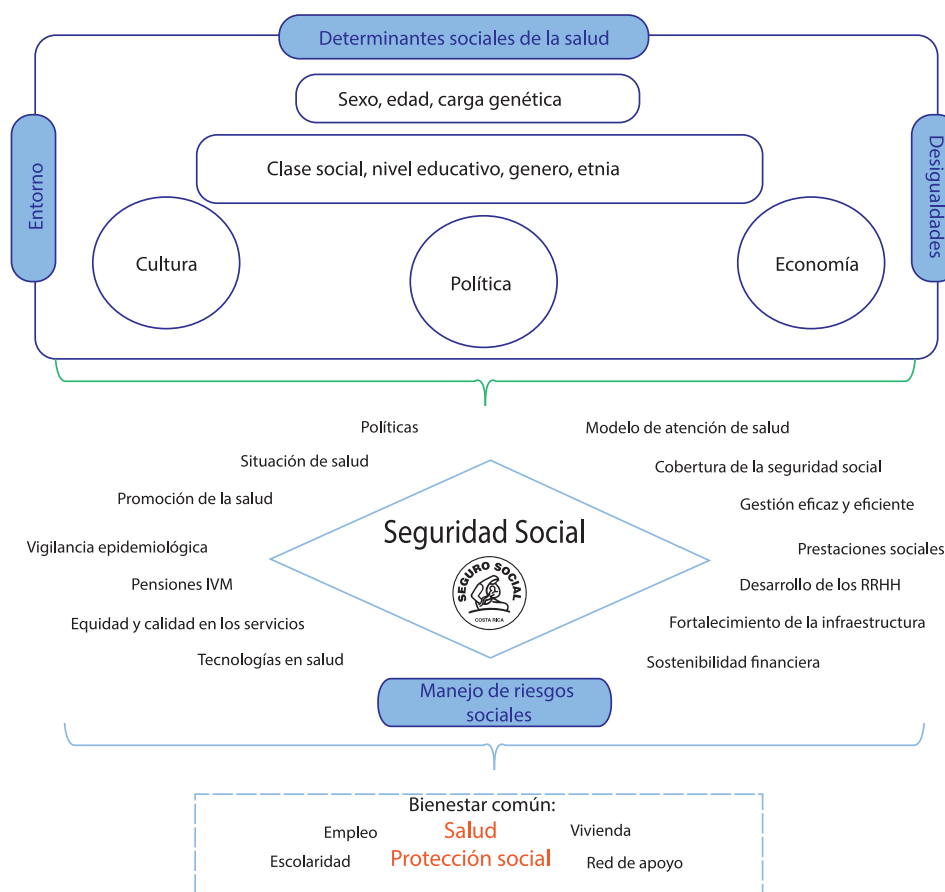 Determinantes sociales de la salud
Sexo, edad, carga genética
Clase social, nivel educativo, genero, etnia
Entorno
Desigualdades
Cultura
Política
Economía
Políticas
Modelo de atención de salud
Situación de salud
Cobertura de la seguridad social
Promoción de la salud
Gestión eficaz y eficiente
Seguridad Social
Vigilancia epidemiológica
Prestaciones sociales
SEGURO SOCIAL
COSTA RICA
Pensiones IVM
Desarrollo de los RRHH
Equidad y calidad en los servicios
Fortalecimiento de la infraestructura
Tecnologías en salud
Sostenibilidad financiera
Manejo de riesgos
sociales
Bienestar común:
Empleo
Salud
Vivienda
Escolaridad
Protección social
Red de apoyo